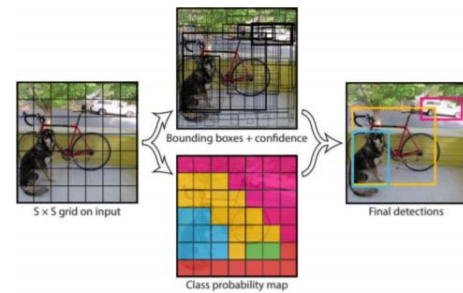 S × S grid on input
Bounding boxes + confidence
Class probability map
Final detections